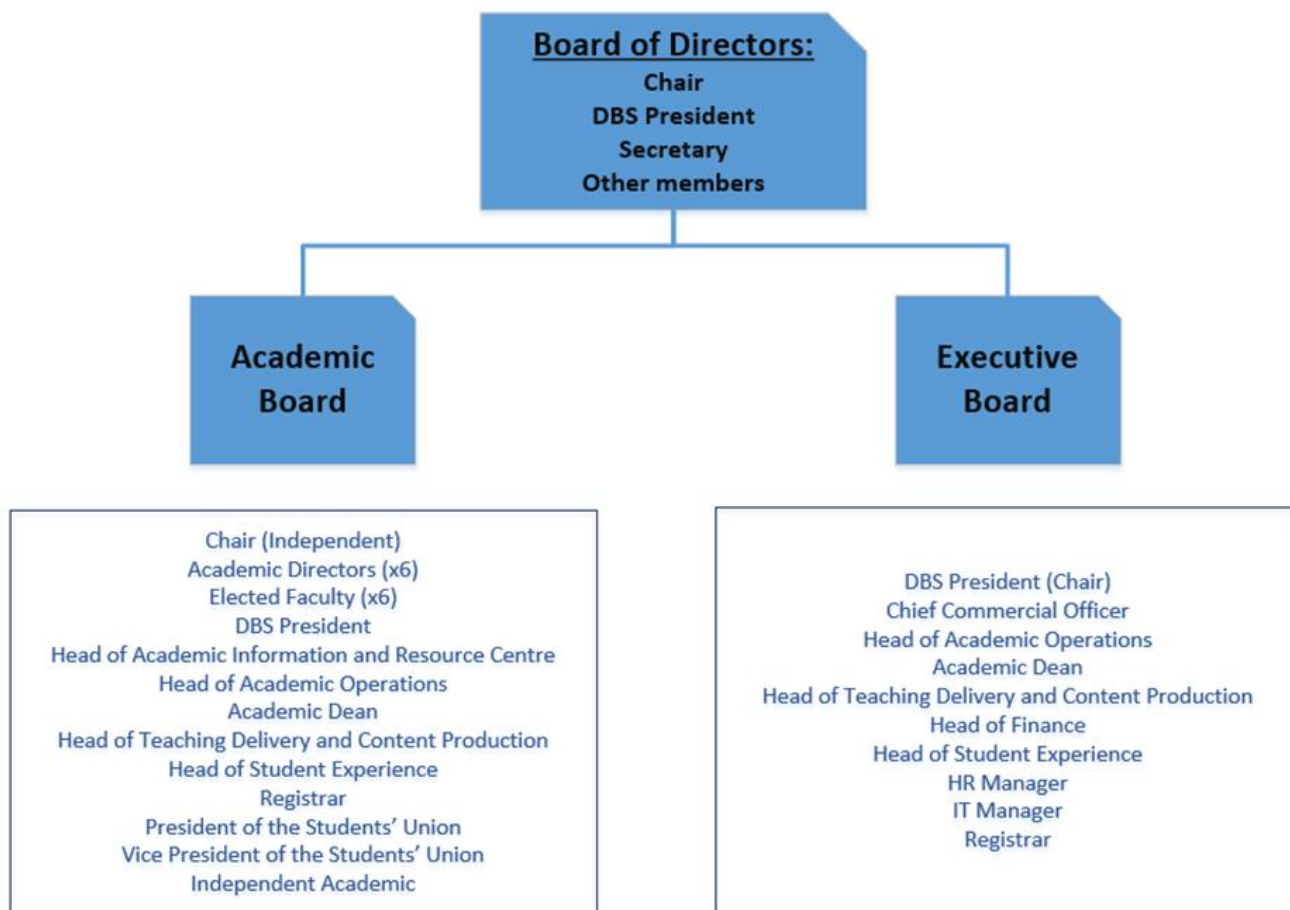 Board of Directors:
Chair
DBS President
Secretary
Other members
Academic
Board
Executive
Board
Chair (Independent)
Academic Directors (x6)
Elected Faculty (x6)
DBS President
Head of Academic Information and Resource Centre
Head of Academic Operations
Academic Dean
Head of Teaching Delivery and Content Production
Head of Student Experience
Registrar
President of the Students’ Union
Vice President of the Students’ Union
Independent Academic
DBS President (Chair)
Chief Commercial Officer
Head of Academic Operations
Academic Dean
Head of Teaching Delivery and Content Production
Head of Finance
Head of Student Experience
HR Manager
IT Manager
Registrar